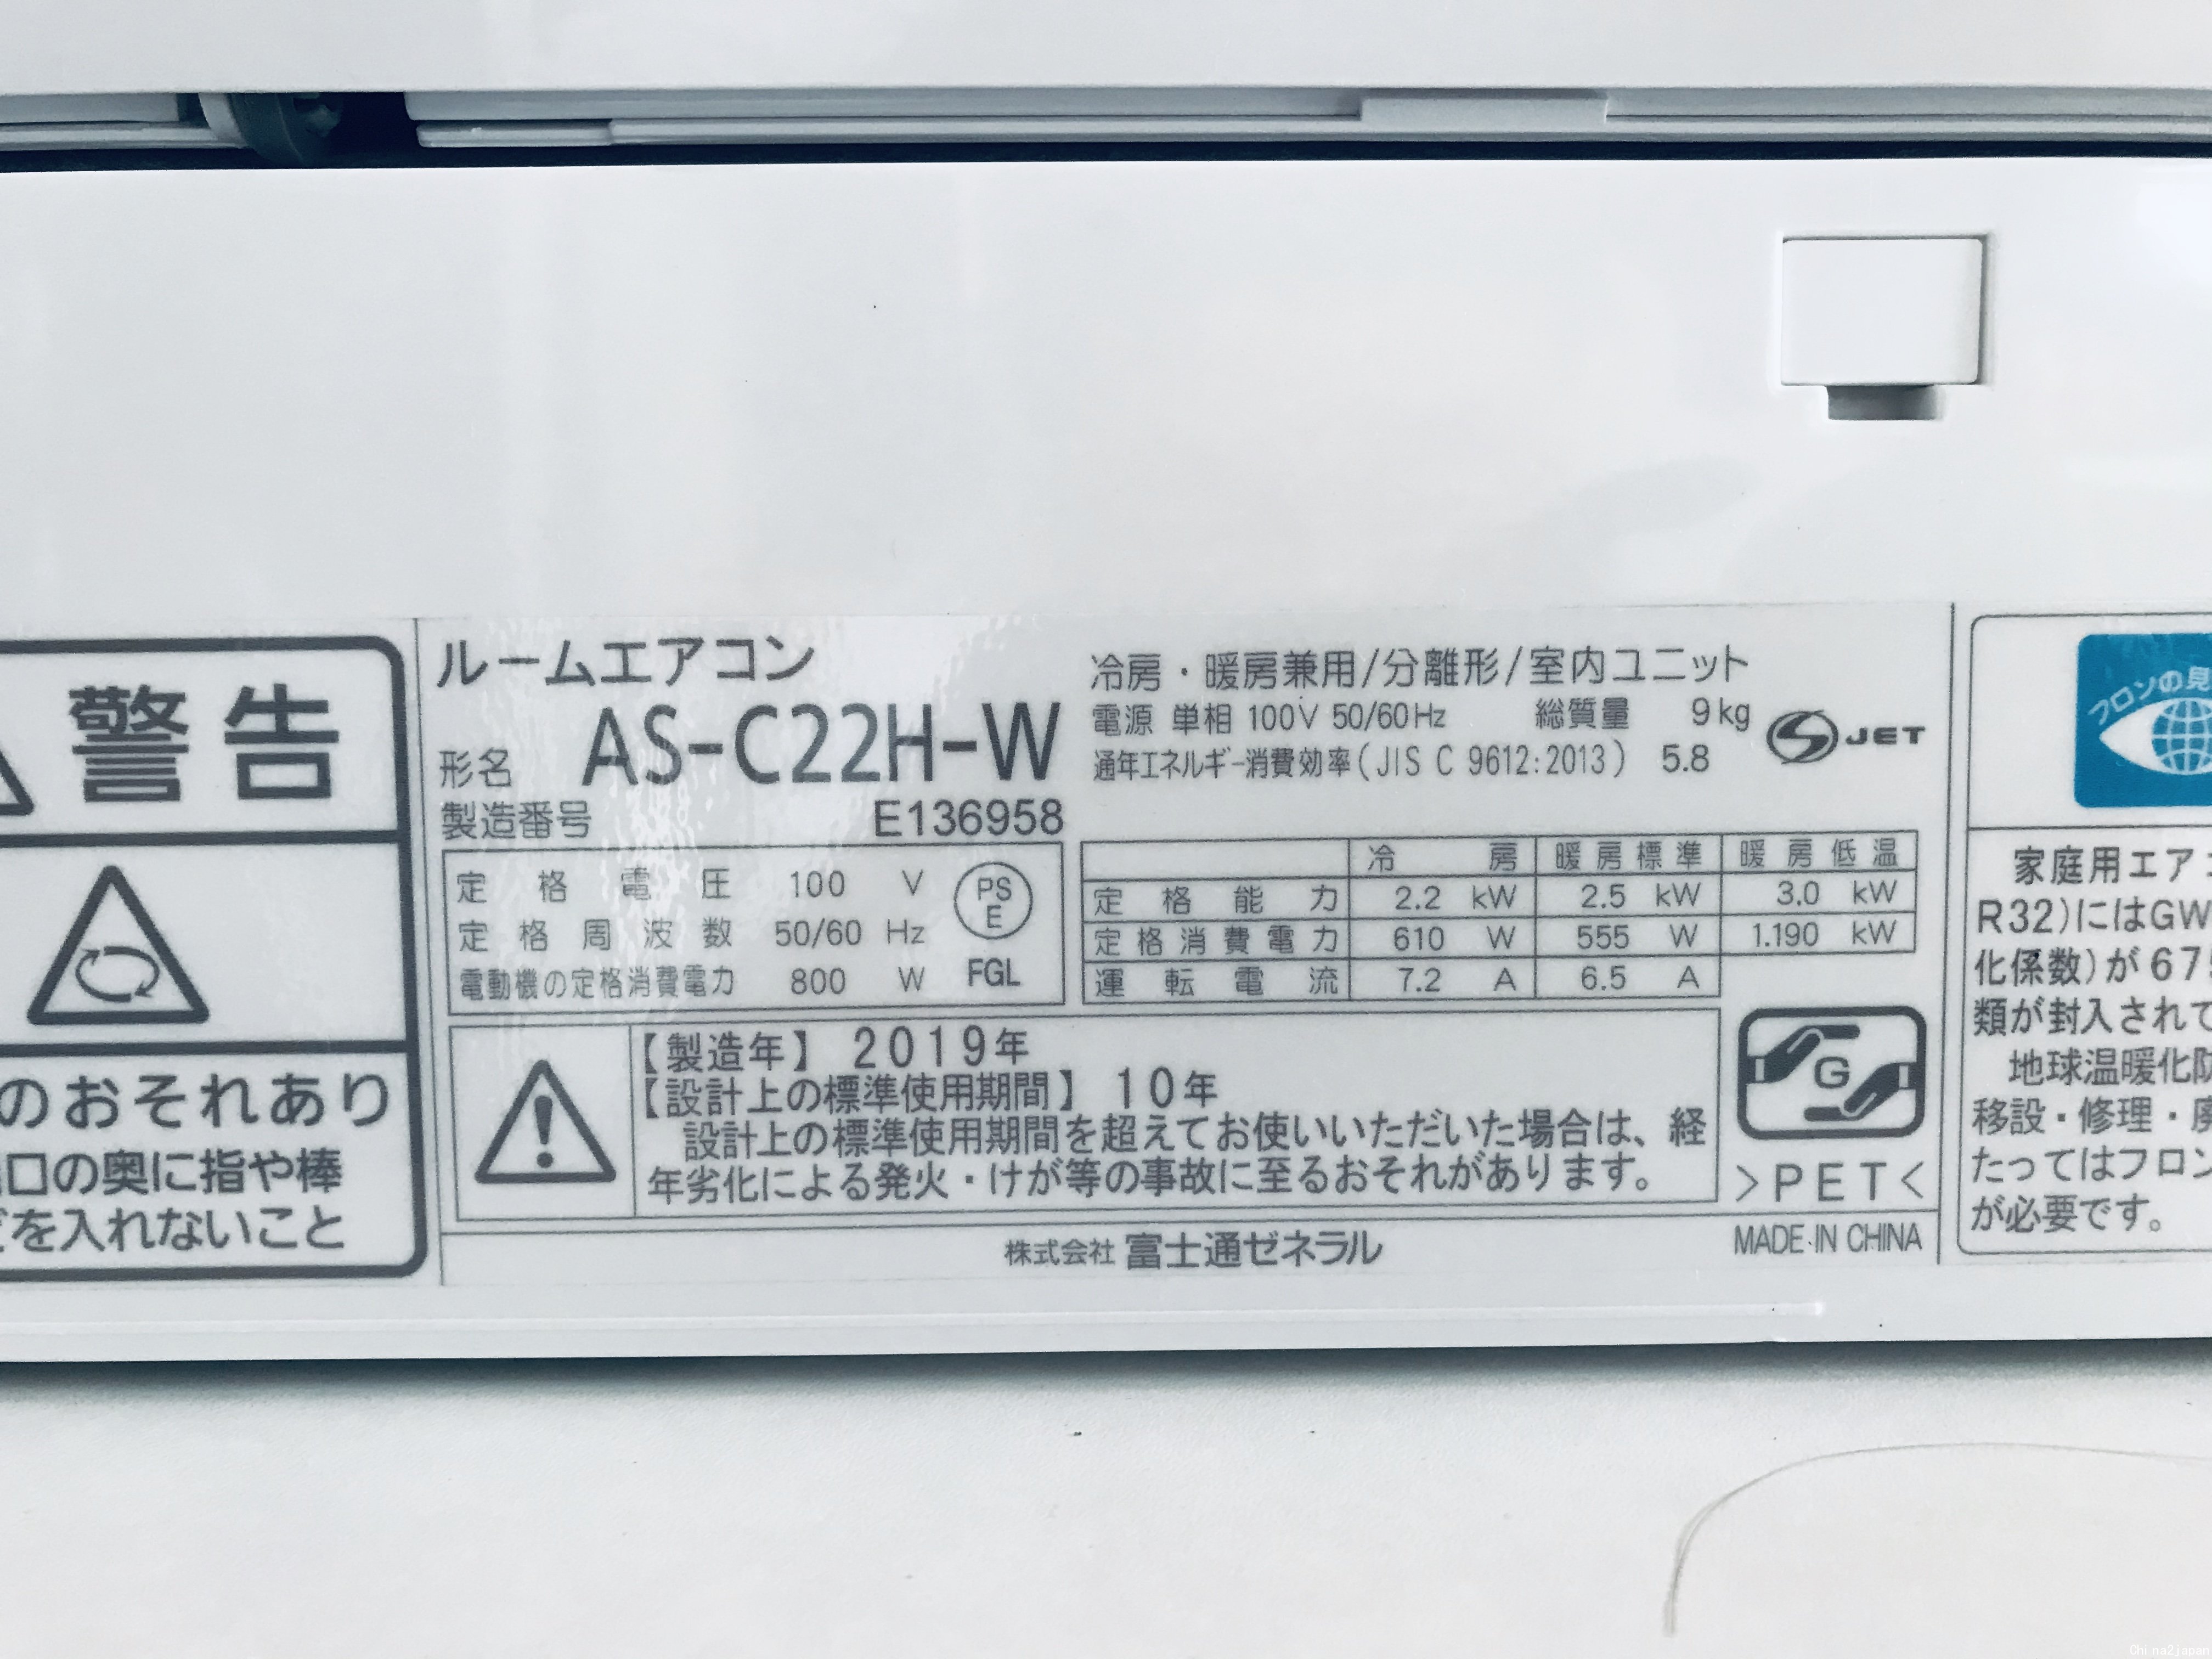 警告
のおそれあり
口の奥に指や棒
を入れないこと
ルームエアコン
形名 AS-C22H-W
製造番号 E136958
定格電圧 100 V
定格周波数 50/60 Hz
電動機の定格消費電力 800 W
PS
E
FGL
冷房・暖房兼用/分離形/室内ユニット
電源 単相 100V 50/60Hz 総質量 9kg
通年エネルギー消費効率(JIS C 9612:2013) 5.8
JET
冷房 暖房標準 暖房低温
定格能力 2.2 kW 2.5 kW 3.0 kW
定格消費電力 610 W 555 W 1.190 kW
運転電流 7.2 A 6.5 A
【製造年】 2019年
【設計上の標準使用期間】 10年
設計上の標準使用期間を超えてお使いいただいた場合は、経
年劣化による発火・けが等の事故に至るおそれがあります。
G
>PET<
株式会社 富士通ゼネラル
MADE IN CHINA
フロンの見
家庭用エア
R32)にはGW
化係数)が675
類が封入されて
地球温暖化防
移設・修理・廃
たってはフロン
が必要です。
China2japan